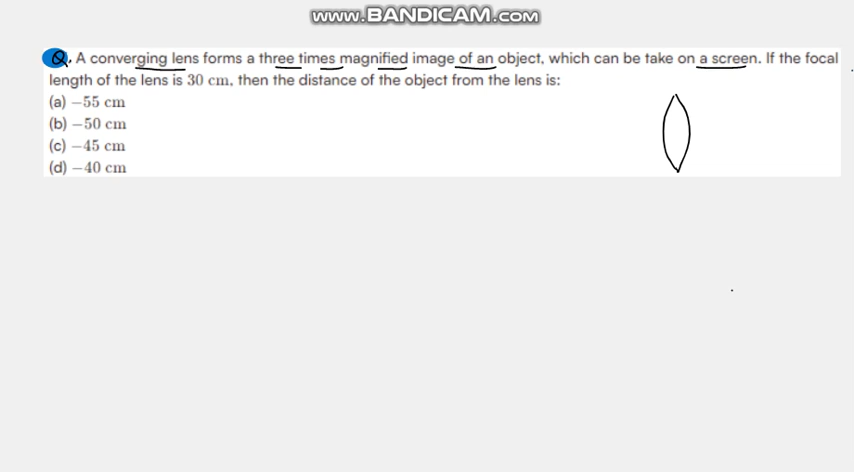 www.BANDICAM.COM
Q. A converging lens forms a three times magnified image of an object, which can be take on a screen. If the focal
length of the lens is 30 cm, then the distance of the object from the lens is:
(a) −55 cm
(b) −50 cm
(c) −45 cm
(d) −40 cm